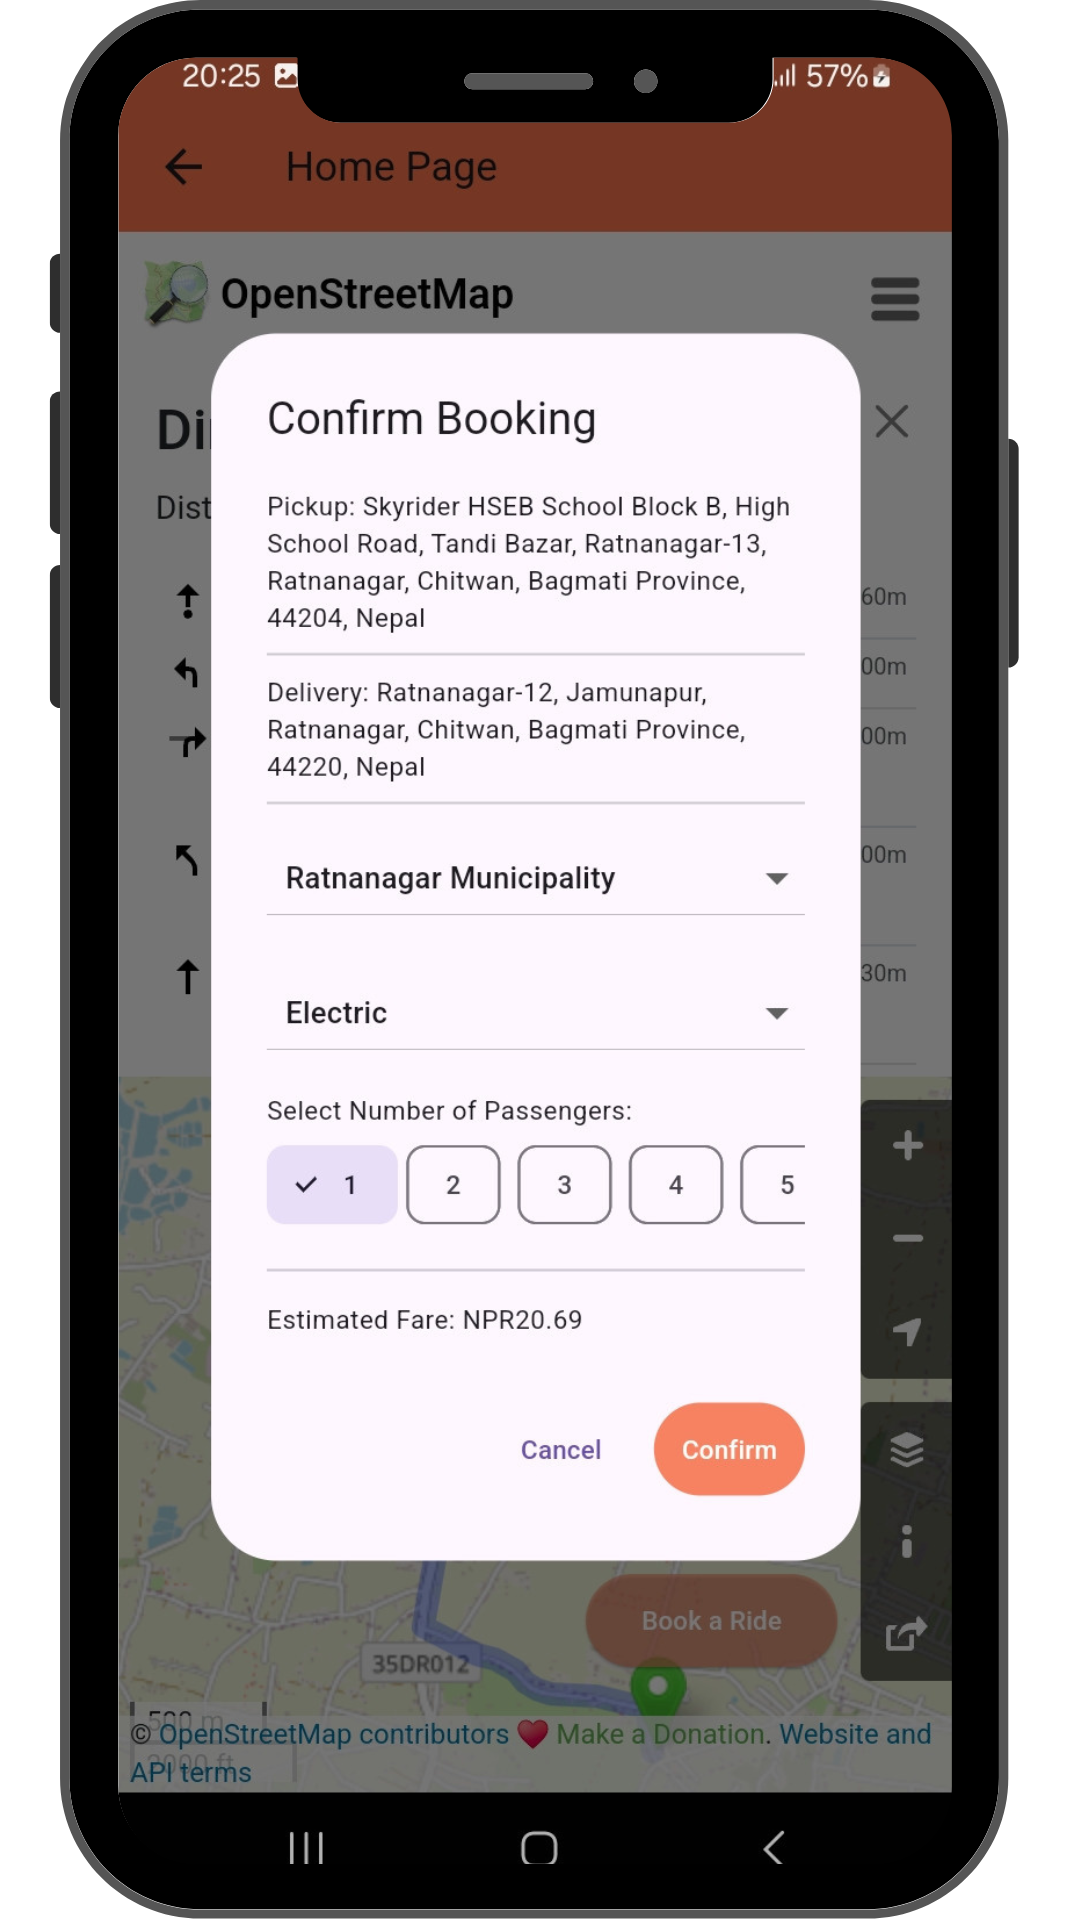 20:25
57%
Home Page
OpenStreetMap
Di
Confirm Booking
Dist
Pickup: Skyrider HSEB School Block B, High
School Road, Tandi Bazar, Ratnanagar-13,
Ratnanagar, Chitwan, Bagmati Province,
44204, Nepal
60m
00m
Delivery: Ratnanagar-12, Jamunapur,
Ratnanagar, Chitwan, Bagmati Province,
44220, Nepal
00m
00m
Ratnanagar Municipality
30m
Electric
Select Number of Passengers:
1 2 3 4 5
Estimated Fare: NPR20.69
Cancel Confirm
Book a Ride
35DR012
500 m
© OpenStreetMap contributors ❤️ Make a Donation. Website and
API terms
2000 ft